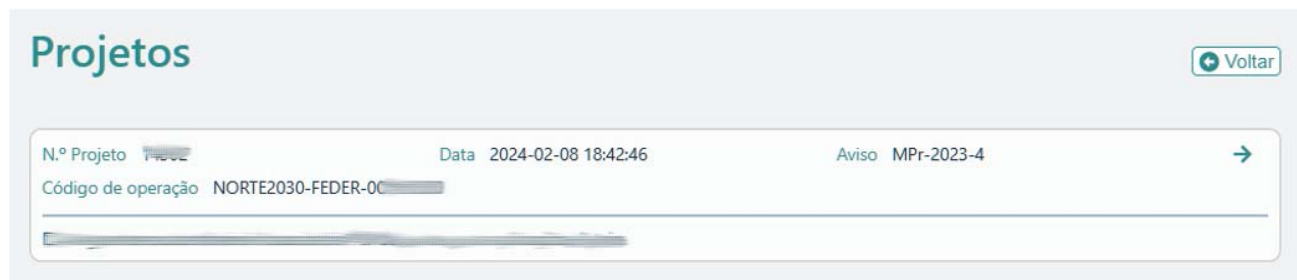 Projetos
Voltar
N.º Projeto Data 2024-02-08 18:42:46 Aviso MPr-2023-4
Código de operação NORTE2030-FEDER-00